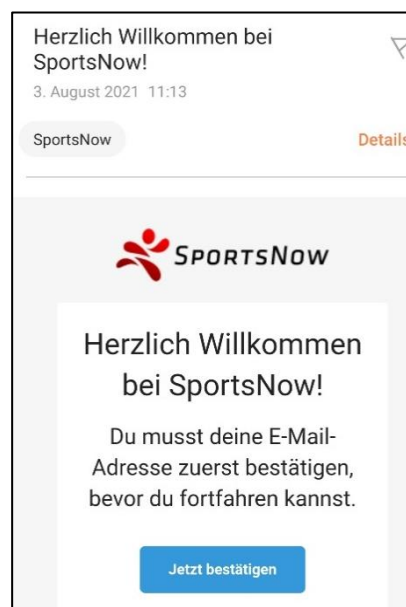 Herzlich Willkommen bei
SportsNow!
3. August 2021 11:13
SportsNow
Details
SPORTSNOW
Herzlich Willkommen
bei SportsNow!
Du musst deine E-Mail-
Adresse zuerst bestätigen,
bevor du fortfahren kannst.
Jetzt bestätigen